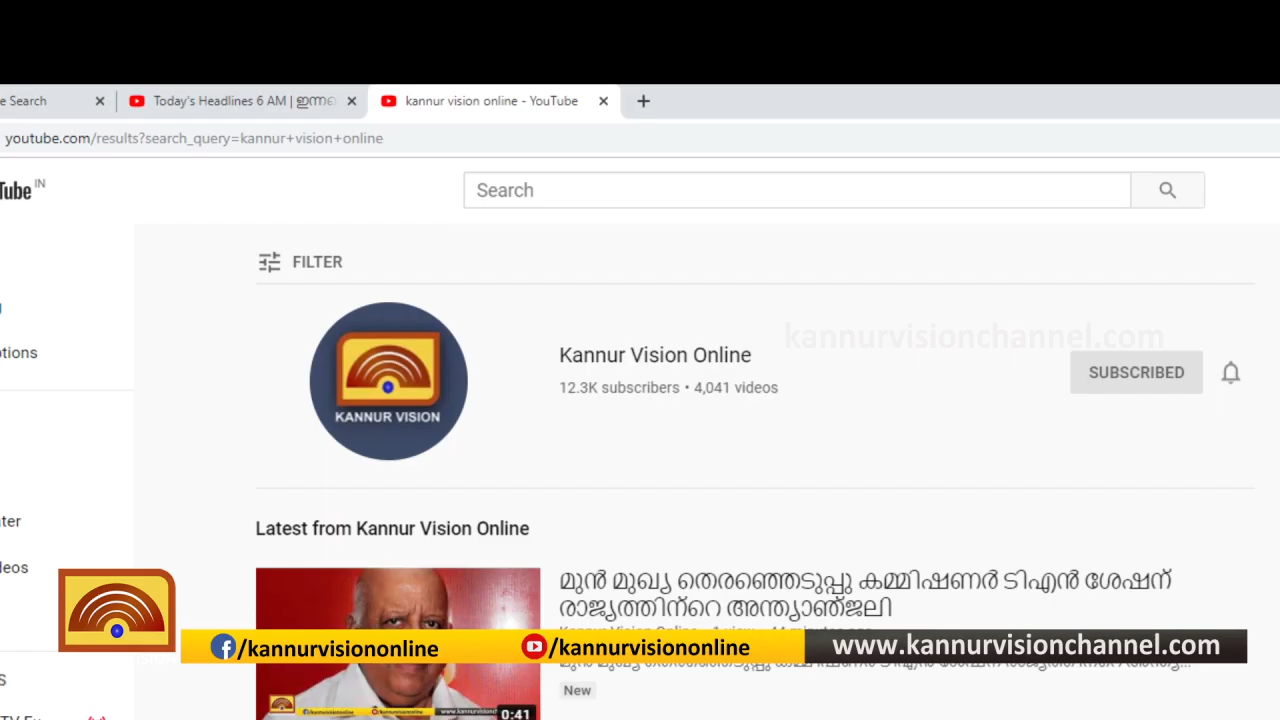 e Search
Today's Headlines 6 AM | ഇന്നത്
kannur vision online - YouTube
youtube.com/results?search_query=kannur+vision+online
Tube IN
Search
FILTER
kannurvisionchannel.com
KANNUR VISION
Kannur Vision Online
12.3K subscribers • 4,041 videos
SUBSCRIBED
ptions
Latest from Kannur Vision Online
ter
leos
മുൻ മുഖ്യ തെരഞ്ഞെടുപ്പു കമ്മിഷണർ ടിഎൻ ശേഷന്
രാജ്യത്തിന്റെ അന്ത്യാഞ്ജലി
/kannurvisiononline
/kannurvisiononline
www.kannurvisionchannel.com
New
0:41